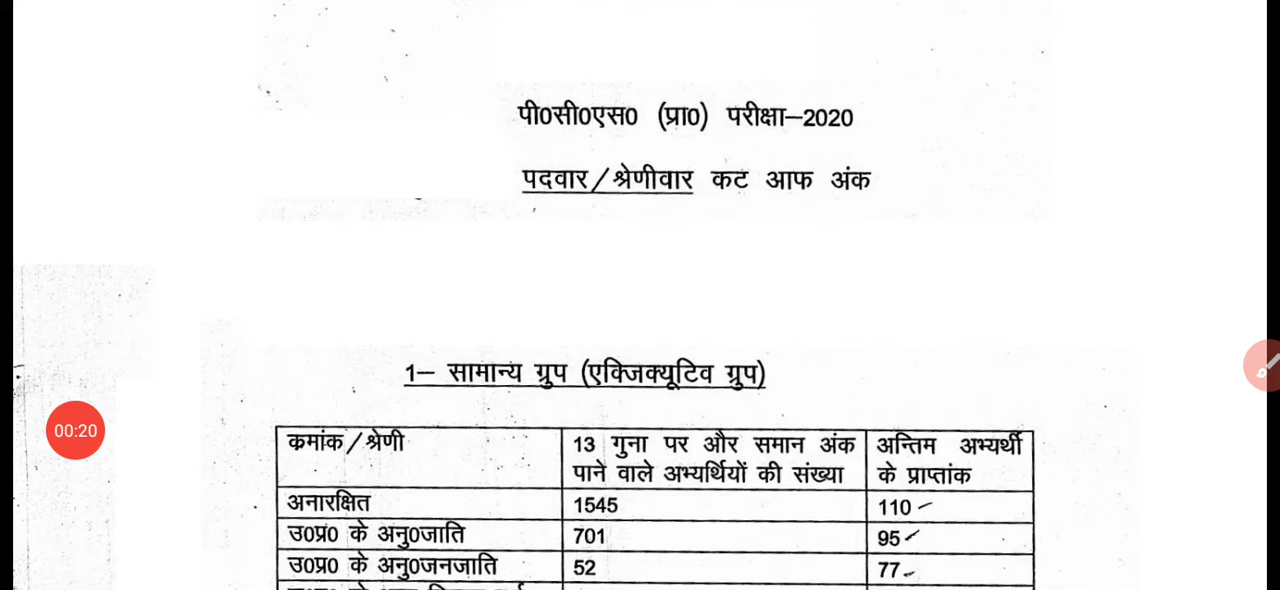 पी0सी0एस0 (प्रा0) परीक्षा–2020
पदवार/श्रेणीवार कट आफ अंक
1– सामान्य ग्रुप (एक्जिक्यूटिव ग्रुप)
क्रमांक/श्रेणी 13 गुना पर और समान अंक अन्तिम अभ्यर्थी
पाने वाले अभ्यर्थियों की संख्या के प्राप्तांक
अनारक्षित 1545 110
उ0प्र0 के अनु0जाति 701 95
उ0प्र0 के अनु0जनजाति 52 77
00:20